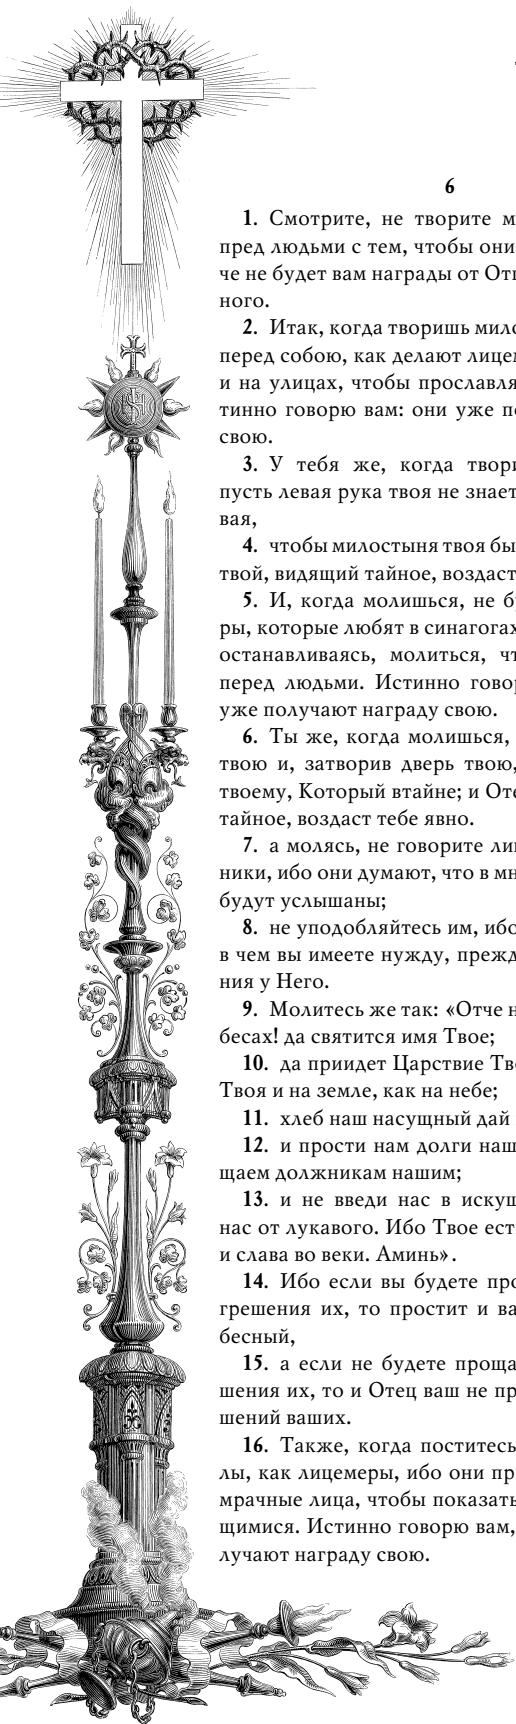 6
1. Смотрите, не творите м
пред людьми с тем, чтобы они
че не будет вам награды от От
ного.
2. Итак, когда творишь мило
перед собою, как делают лицем
и на улицах, чтобы прославля
тинно говорю вам: они уже по
свою.
3. У тебя же, когда твори
пусть левая рука твоя не знает
вая,
4. чтобы милостыня твоя бы
твой, видящий тайное, воздаст
5. И, когда молишься, не бу
ры, которые любят в синагогах
останавливаясь, молиться, чт
перед людьми. Истинно говор
уже получают награду свою.
6. Ты же, когда молишься,
твою и, затворив дверь твою,
твоему, Который втайне; и Оте
тайное, воздаст тебе явно.
7. а молясь, не говорите ли
ники, ибо они думают, что в мн
будут услышаны;
8. не уподобляйтесь им, ибо
в чем вы имеете нужду, прежд
ния у Него.
9. Молитесь же так: «Отче н
бесах! да святится имя Твое;
10. да приидет Царствие Тв
Твоя и на земле, как на небе;
11. хлеб наш насущный дай
12. и прости нам долги наш
щаем должникам нашим;
13. и не введи нас в искуш
нас от лукавого. Ибо Твое ест
и слава во веки. Аминь».
14. Ибо если вы будете про
грешения их, то простит и ва
бесный,
15. а если не будете проща
шения их, то и Отец ваш не пр
шений ваших.
16. Также, когда поститесь
лы, как лицемеры, ибо они пр
мрачные лица, чтобы показать
щимися. Истинно говорю вам,
лучают награду свою.